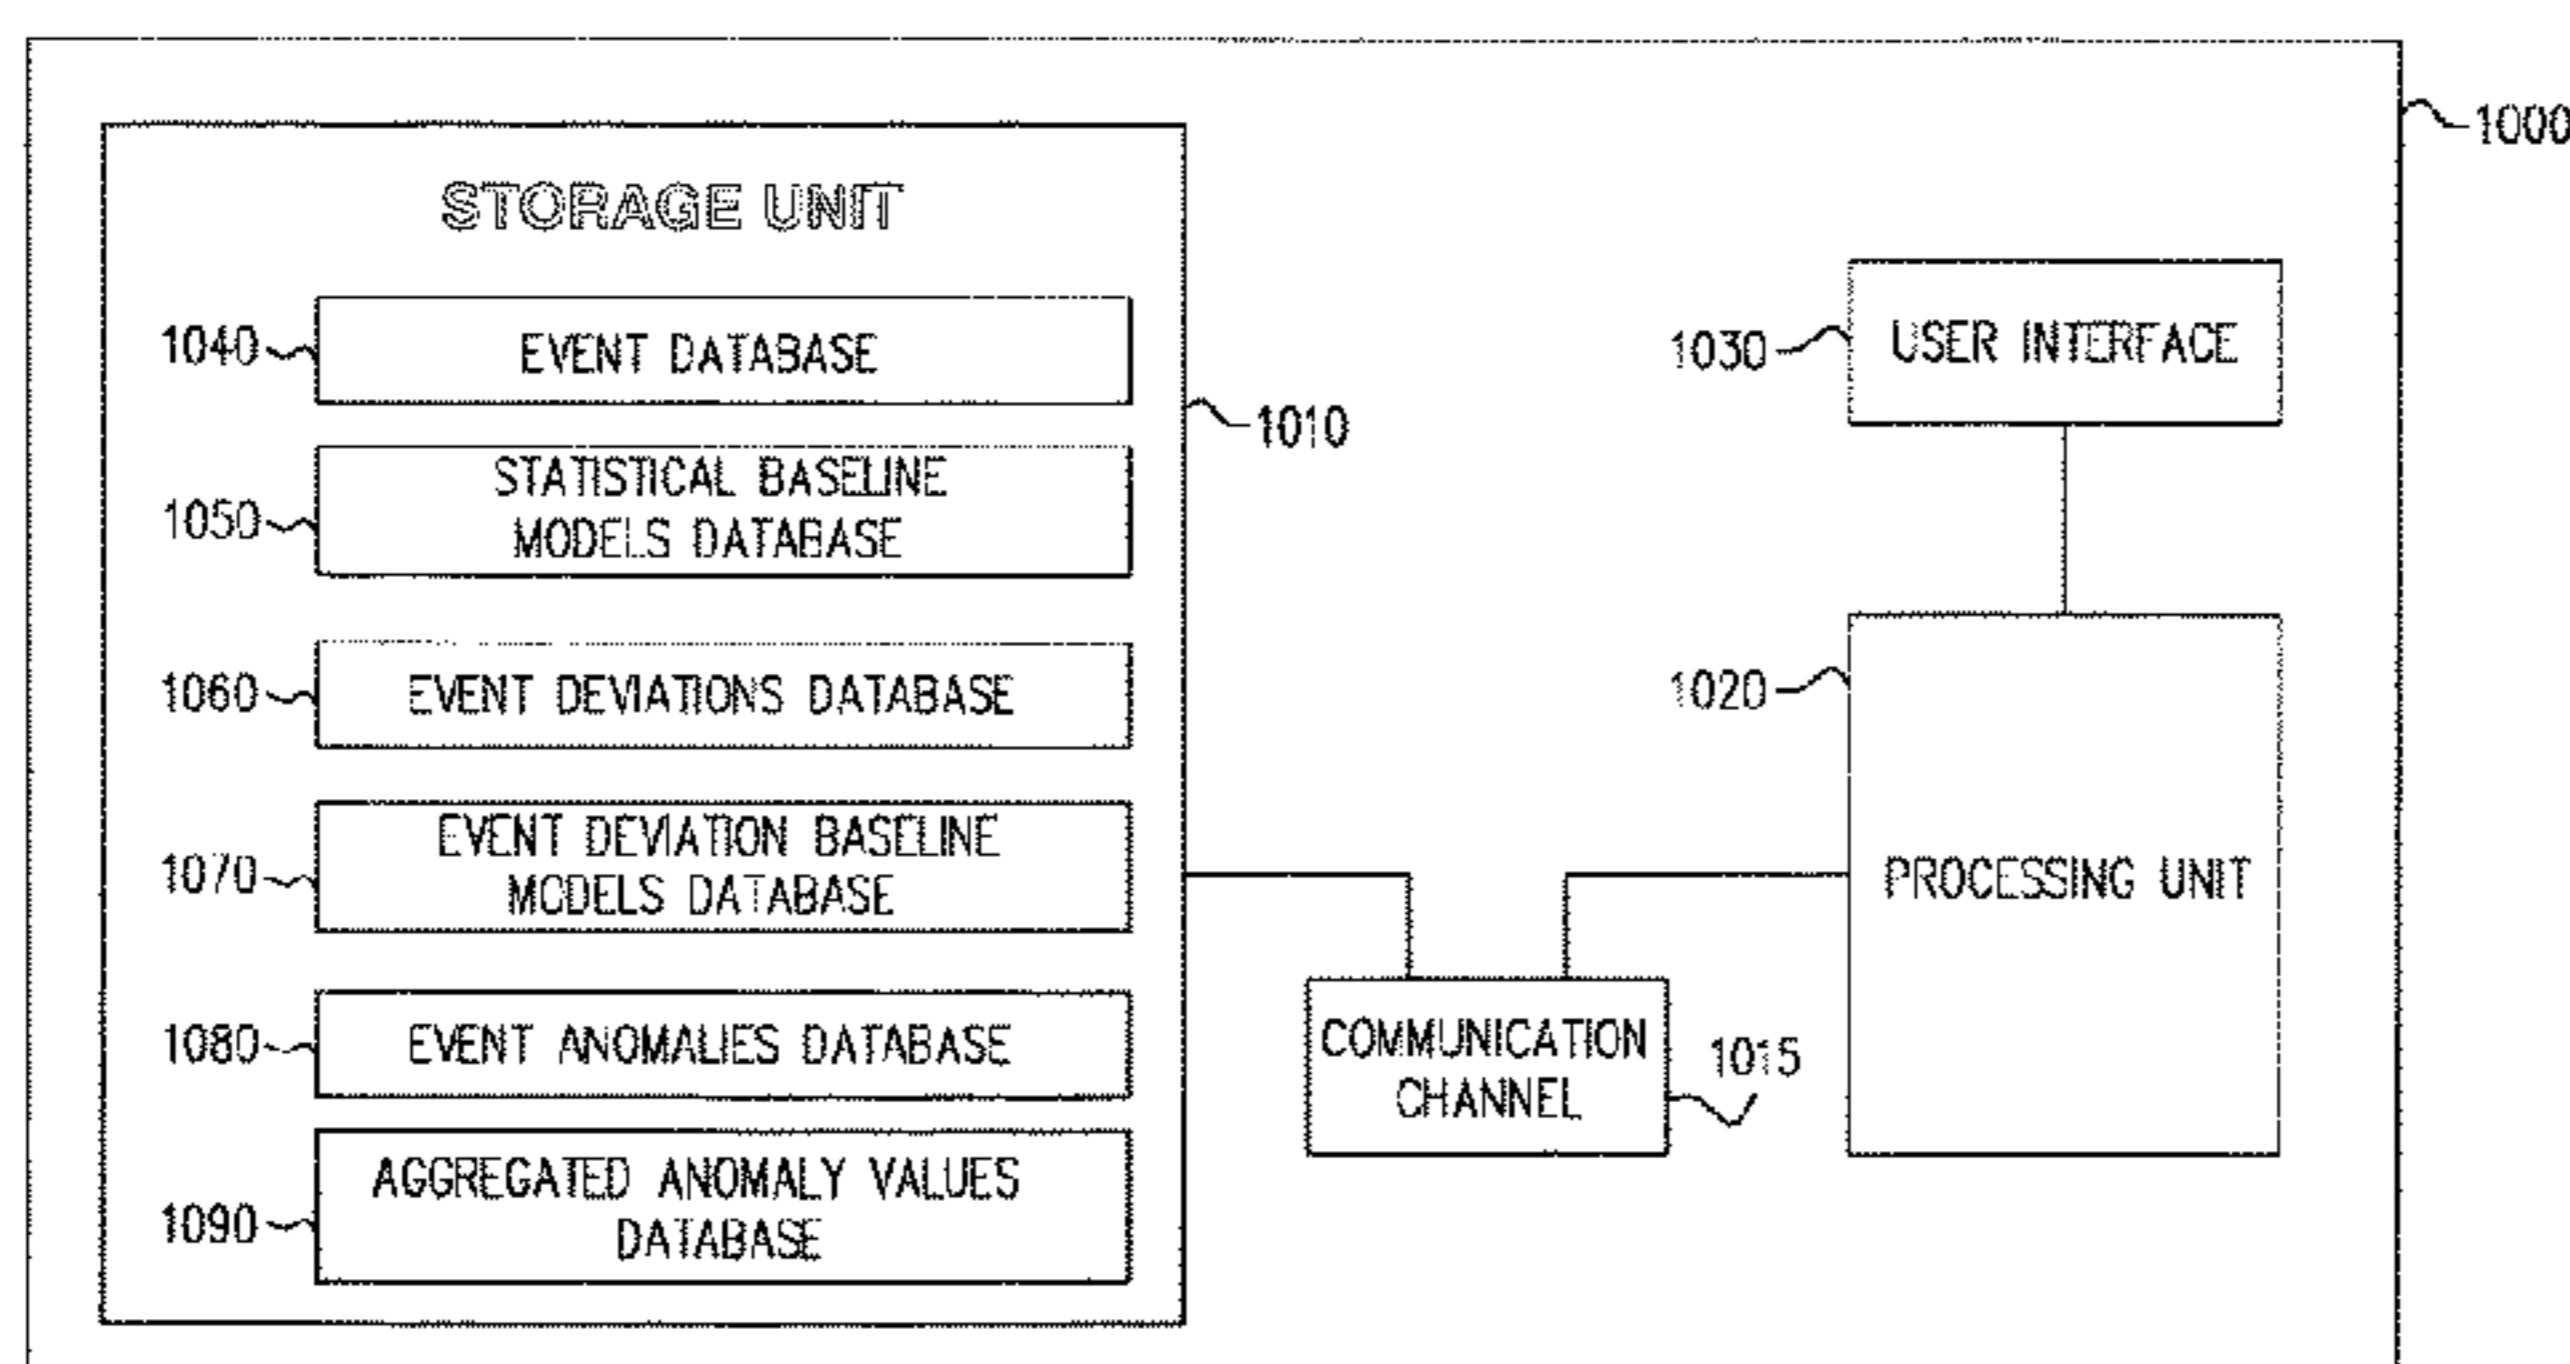 1000
STORAGE UNIT
1040
EVENT DATABASE
1010
1050
STATISTICAL BASELINE
MODELS DATABASE
1060
EVENT DEVIATIONS DATABASE
1070
EVENT DEVIATION BASELINE
MODELS DATABASE
1080
EVENT ANOMALIES DATABASE
1090
AGGREGATED ANOMALY VALUES
DATABASE
1030
USER INTERFACE
1020
PROCESSING UNIT
COMMUNICATION
CHANNEL
1015